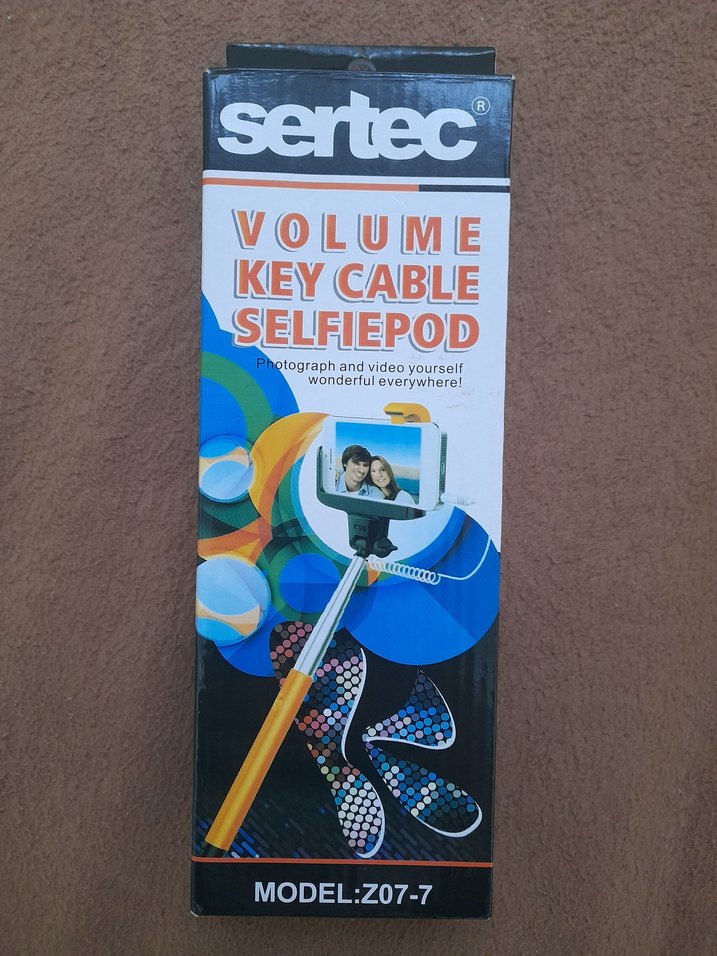 sertec ®
VOLUME
KEY CABLE
SELFIEPOD
Photograph and video yourself
wonderful everywhere!
MODEL:Z07-7